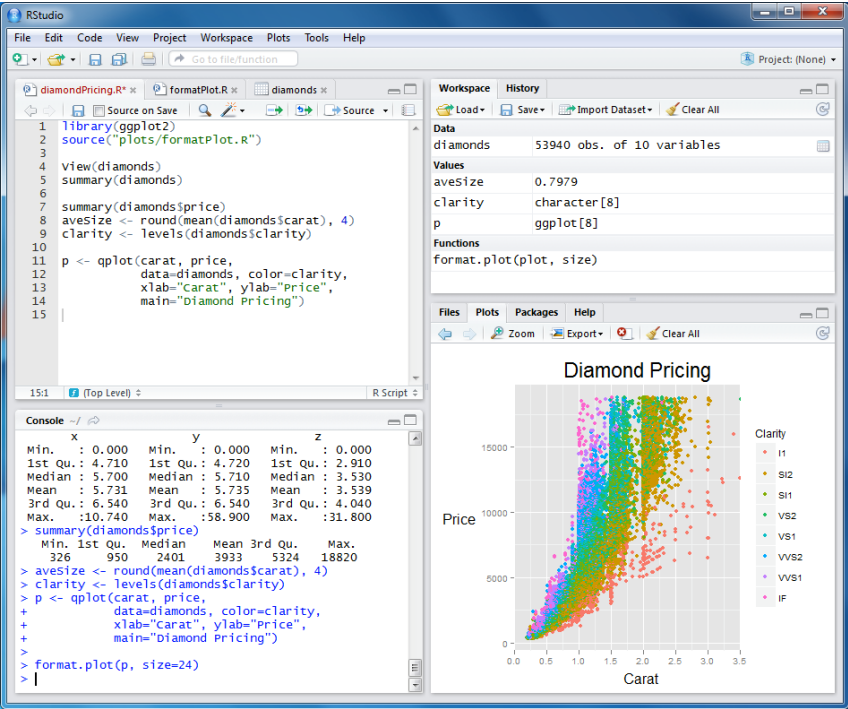 RStudio
File Edit Code View Project Workspace Plots Tools Help
Go to file/function Project: (None)
diamondPricing.R* formatPlot.R diamonds
Source on Save Source
1 library(ggplot2)
2 source("plots/formatPlot.R")
3
4 View(diamonds)
5 summary(diamonds)
6
7 summary(diamonds$price)
8 aveSize <- round(mean(diamonds$carat), 4)
9 clarity <- levels(diamonds$clarity)
10
11 p <- qplot(carat, price,
12 data=diamonds, color=clarity,
13 xlab="Carat", ylab="Price",
14 main="Diamond Pricing")
15
15:1 (Top Level) R Script
Console ~/
x y z
Min. : 0.000 Min. : 0.000 Min. : 0.000
1st Qu.: 4.710 1st Qu.: 4.720 1st Qu.: 2.910
Median : 5.700 Median : 5.710 Median : 3.530
Mean : 5.731 Mean : 5.735 Mean : 3.539
3rd Qu.: 6.540 3rd Qu.: 6.540 3rd Qu.: 4.040
Max. :10.740 Max. :58.900 Max. :31.800
> summary(diamonds$price)
Min. 1st Qu. Median Mean 3rd Qu. Max.
326 950 2401 3933 5324 18820
> aveSize <- round(mean(diamonds$carat), 4)
> clarity <- levels(diamonds$clarity)
> p <- qplot(carat, price,
+ data=diamonds, color=clarity,
+ xlab="Carat", ylab="Price",
+ main="Diamond Pricing")
>
> format.plot(p, size=24)
>
Workspace History
Load Save Import Dataset Clear All
Data
diamonds 53940 obs. of 10 variables
Values
aveSize 0.7979
clarity character[8]
p ggplot[8]
Functions
format.plot(plot, size)
Files Plots Packages Help
Zoom Export Clear All
Diamond Pricing
Price
15000
10000
5000
0
0.0 0.5 1.0 1.5 2.0 2.5 3.0 3.5
Carat
Clarity
I1
SI2
SI1
VS2
VS1
VVS2
VVS1
IF